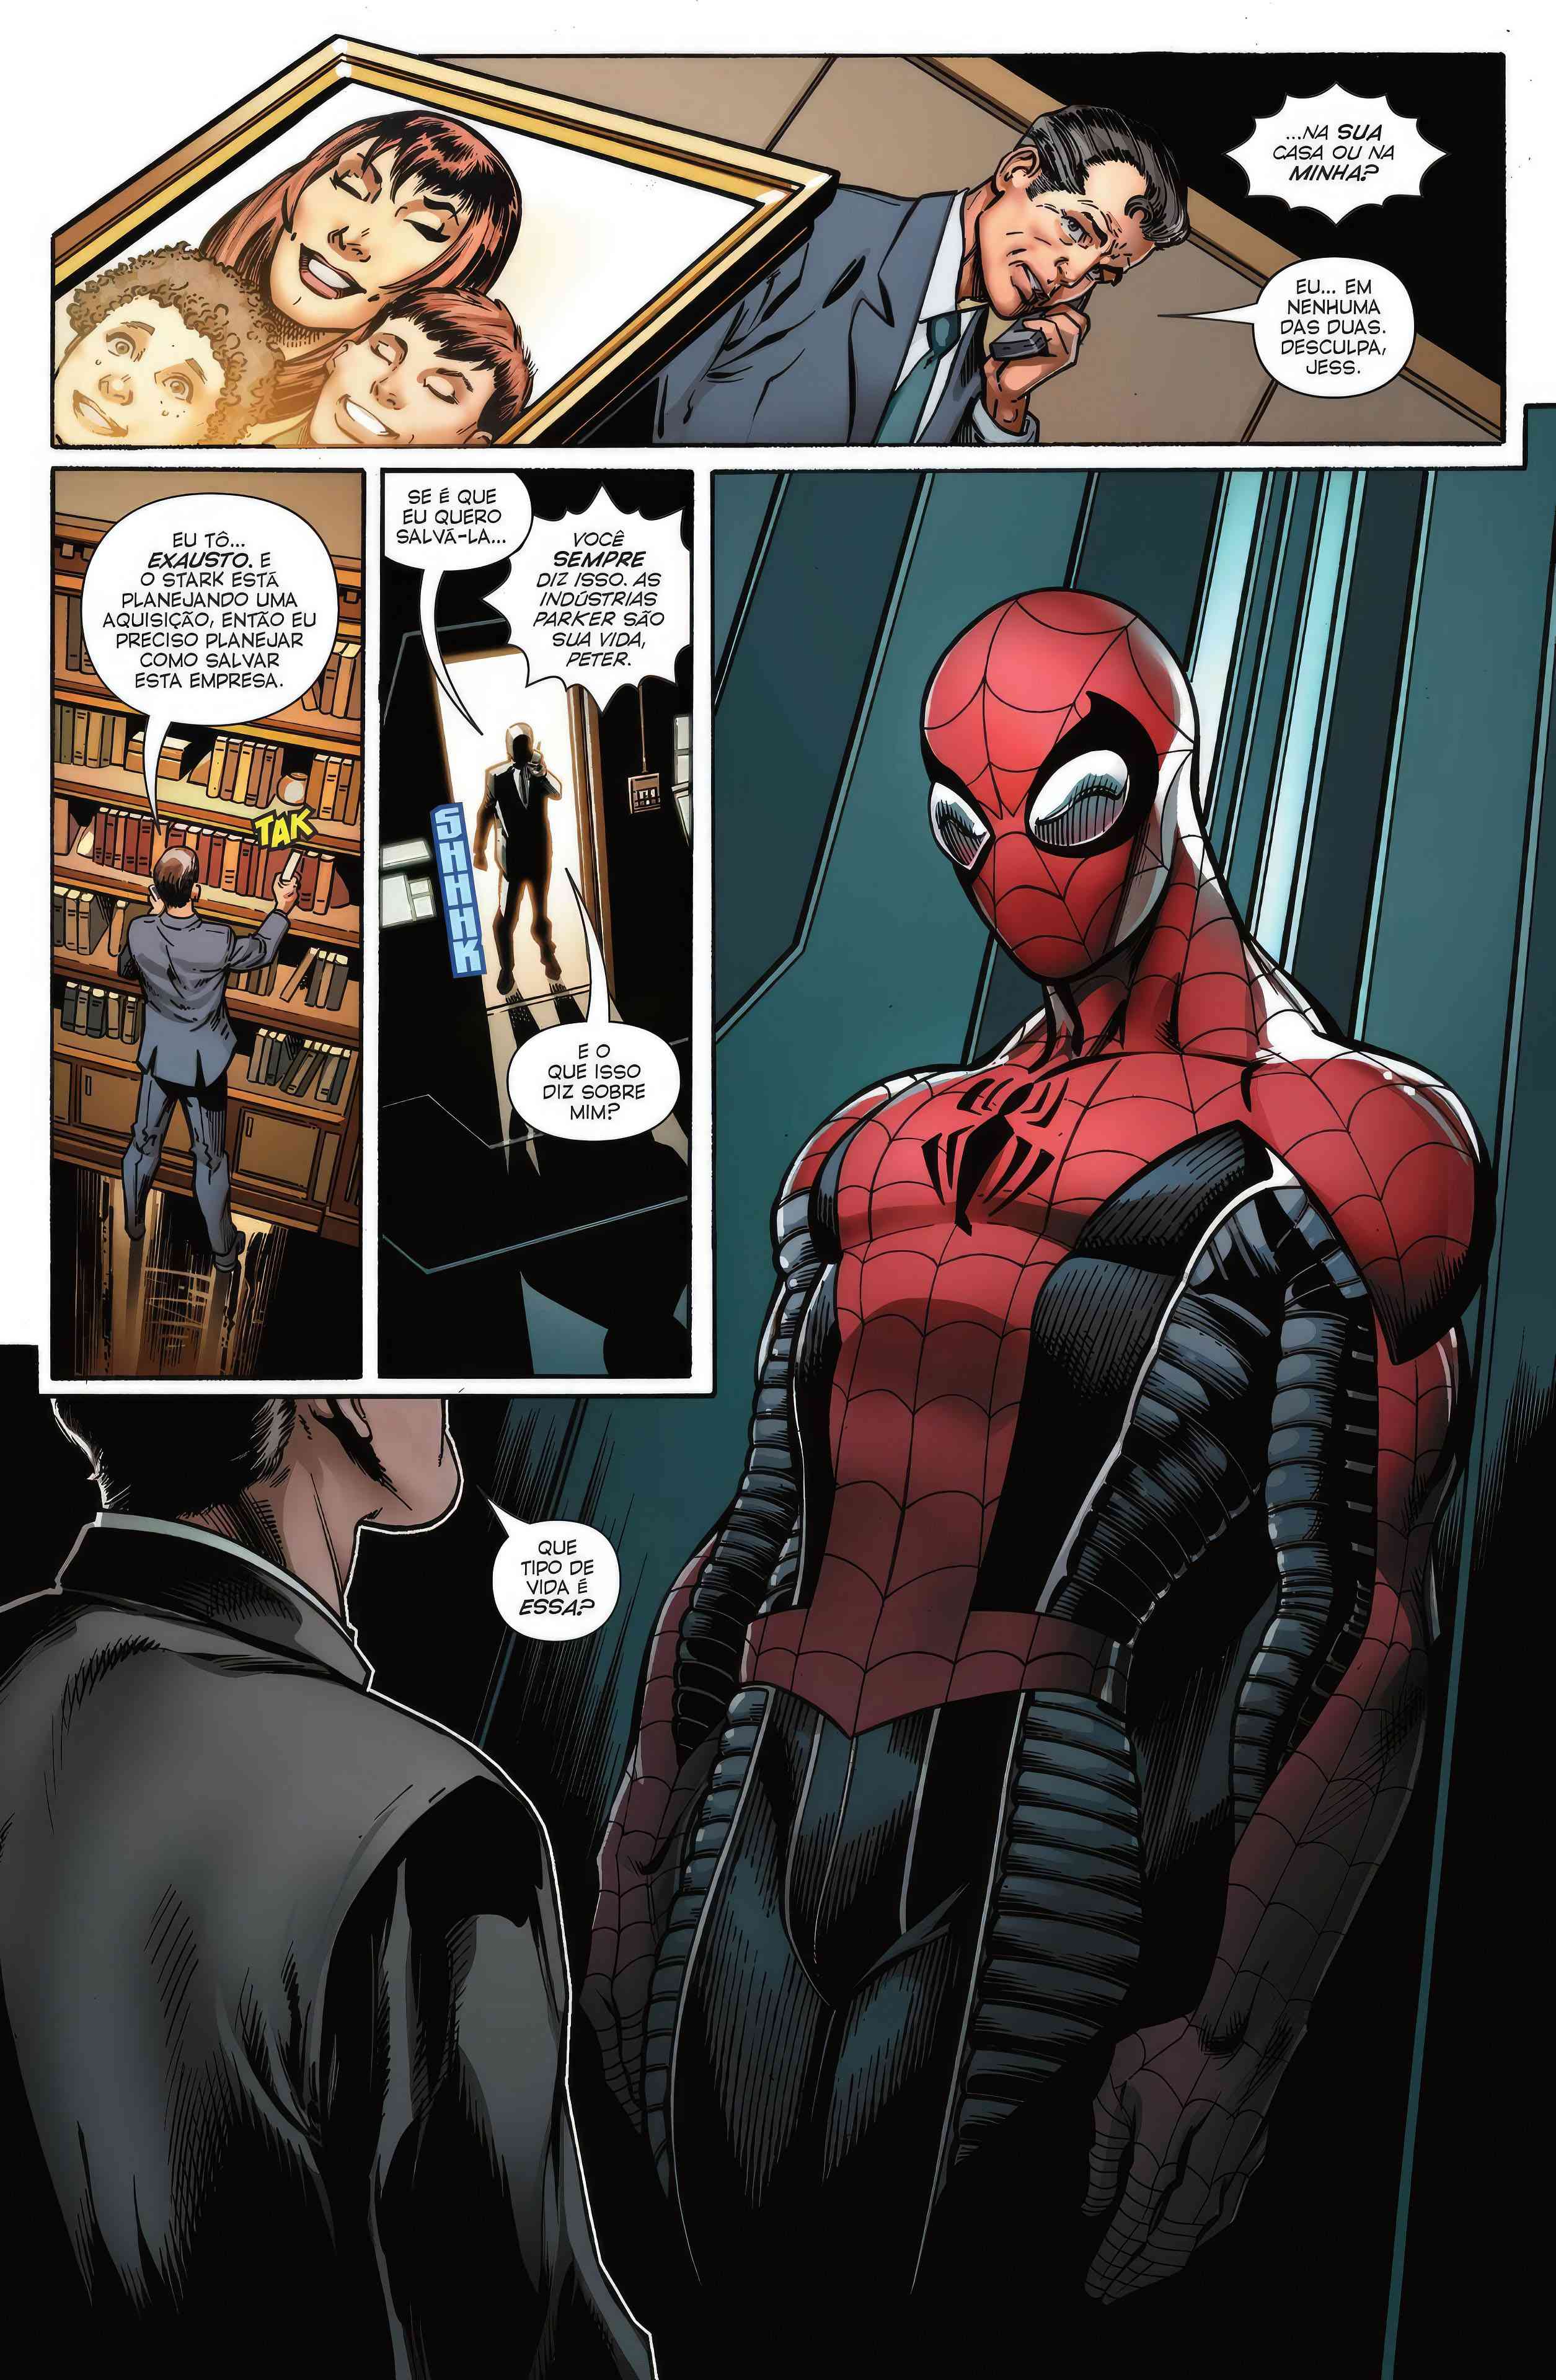 ...NA SUA
CASA OU NA
MINHA?
EU... EM
NENHUMA
DAS DUAS.
DESCULPA,
JESS.
EU TÔ...
EXAUSTO. E
O STARK ESTÁ
PLANEJANDO UMA
AQUISIÇÃO, ENTÃO EU
PRECISO PLANEJAR
COMO SALVAR
ESTA EMPRESA.
TAK
SE É QUE
EU QUERO
SALVÁ-LA...
VOCÊ
SEMPRE
DIZ ISSO. AS
INDÚSTRIAS
PARKER SÃO
SUA VIDA,
PETER.
SHHHK
E O
QUE ISSO
DIZ SOBRE
MIM?
QUE
TIPO DE
VIDA É
ESSA?